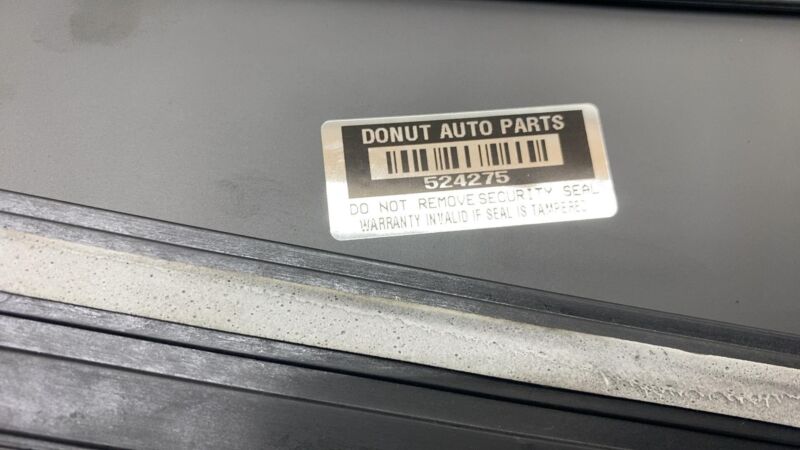 DONUT AUTO PARTS
524275
DO NOT REMOVE SECURITY SEAL
WARRANTY INVALID IF SEAL IS TAMPERED